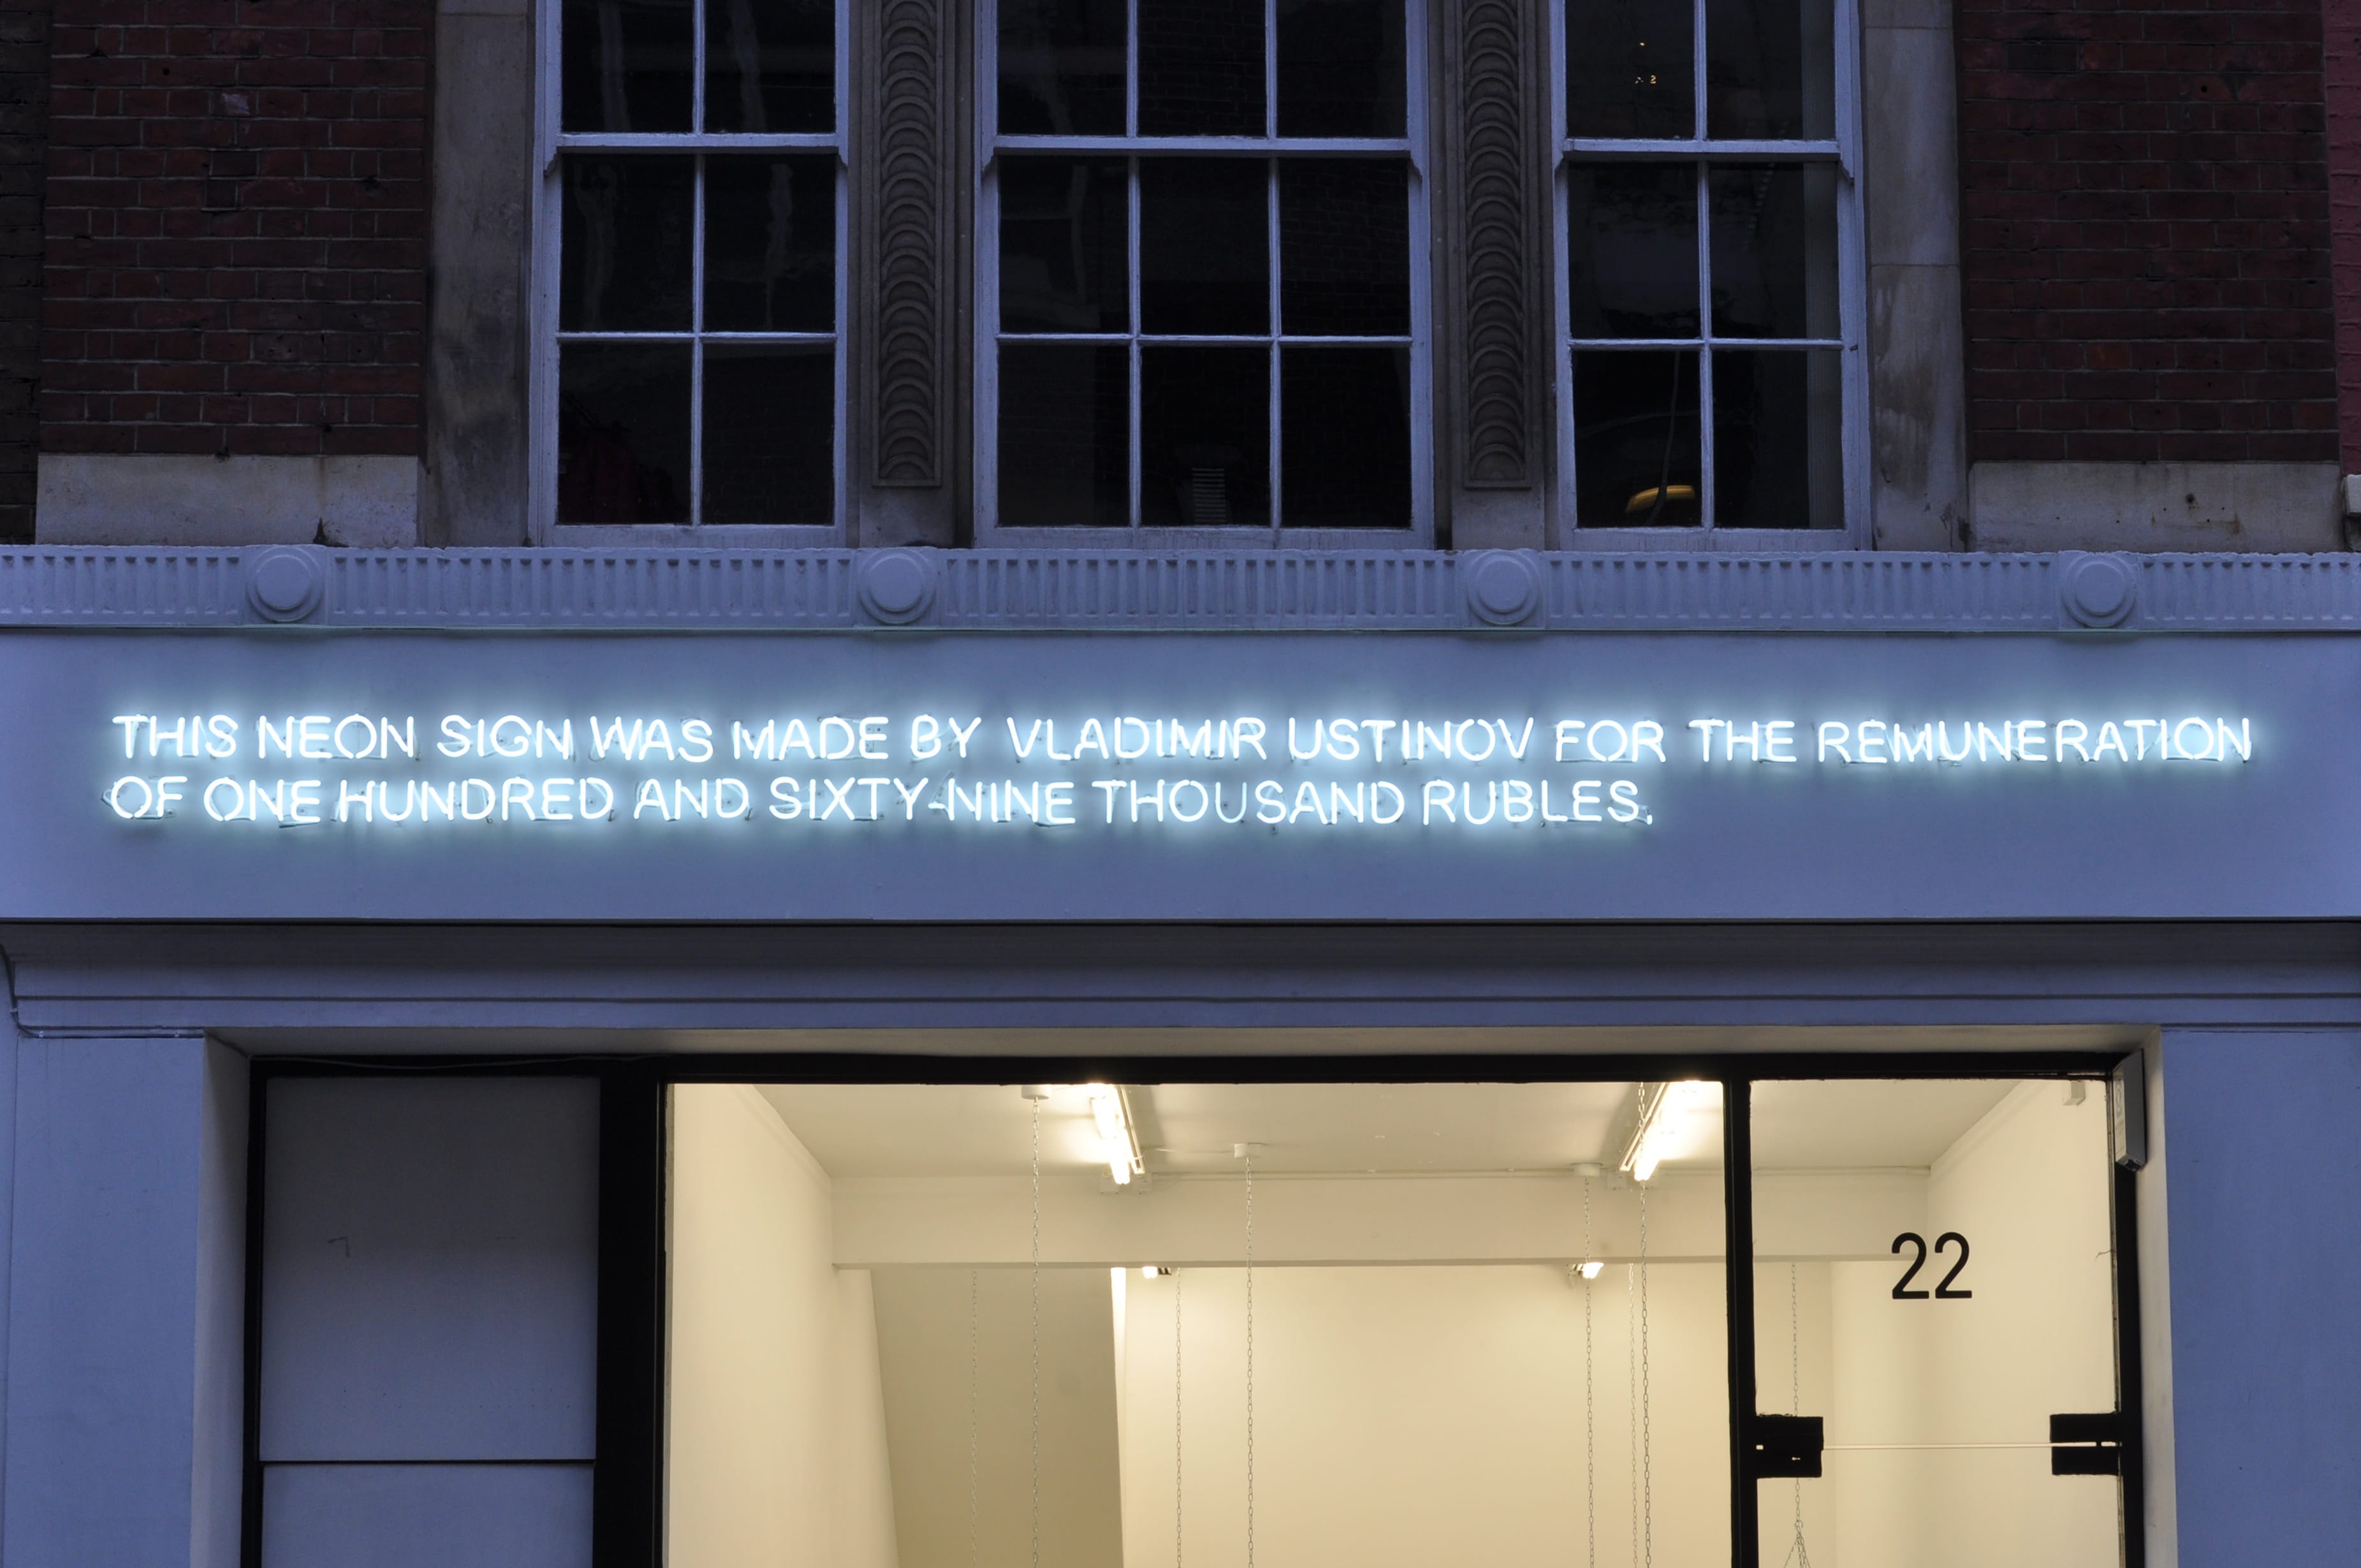 THIS NEON SIGN WAS MADE BY VLADIMIR USTINOV FOR THE REMUNERATION
OF ONE HUNDRED AND SIXTY-NINE THOUSAND RUBLES.
22